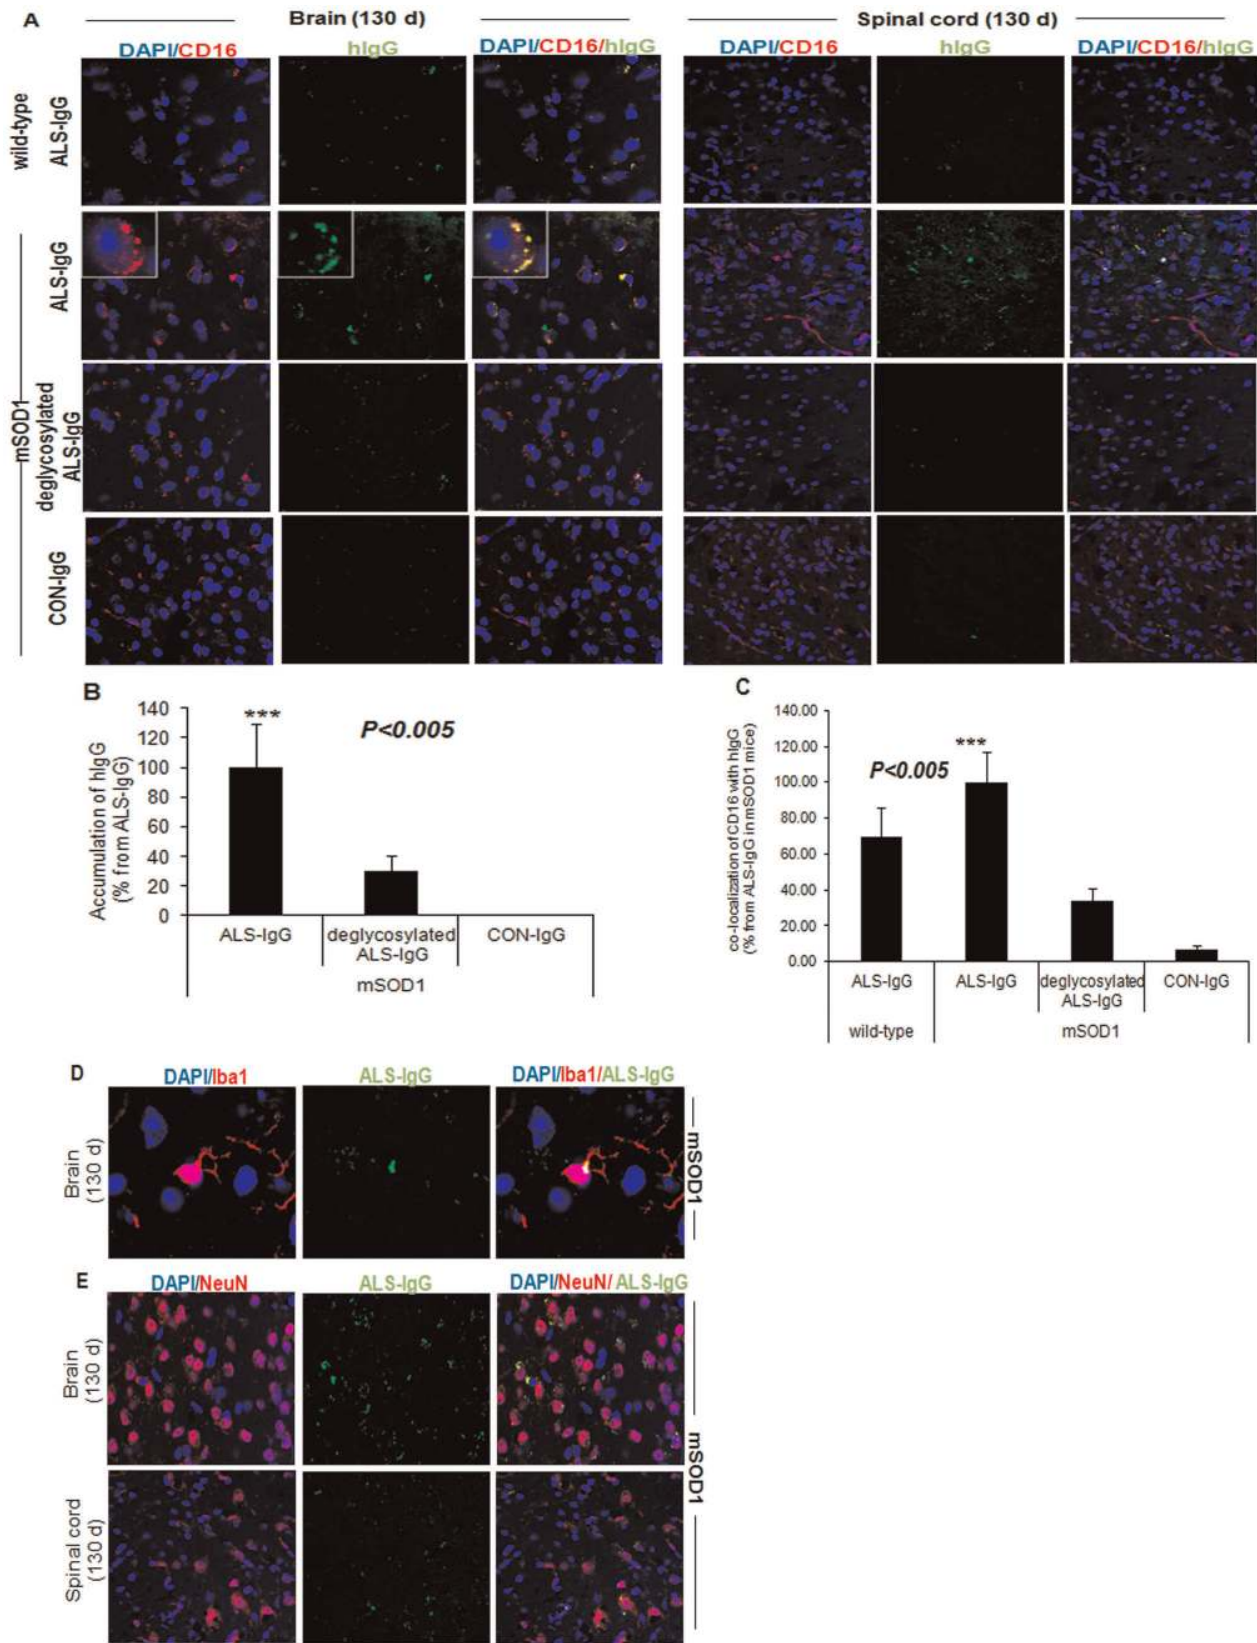 A
Brain (130 d)
Spinal cord (130 d)
DAPI/CD16
hIgG
DAPI/CD16/hIgG
DAPI/CD16
hIgG
DAPI/CD16/hIgG
wild-type
ALS-IgG
mSOD1
ALS-IgG
deglycosylated
ALS-IgG
CON-IgG
B
Accumulation of hIgG
(% from ALS-IgG)
140
120
100
80
60
40
20
0
***
P<0.005
ALS-IgG
deglycosylated
ALS-IgG
CON-IgG
mSOD1
C
co-localization of CD16 with hIgG
(% from ALS-IgG in mSOD1 mice)
140.00
120.00
100.00
80.00
60.00
40.00
20.00
0.00
P<0.005
***
ALS-IgG
ALS-IgG
deglycosylated
ALS-IgG
CON-IgG
wild-type
mSOD1
D
DAPI/Iba1
ALS-IgG
DAPI/Iba1/ALS-IgG
Brain
(130 d)
mSOD1
E
DAPI/NeuN
ALS-IgG
DAPI/NeuN/ ALS-IgG
Brain
(130 d)
mSOD1
Spinal cord
(130 d)